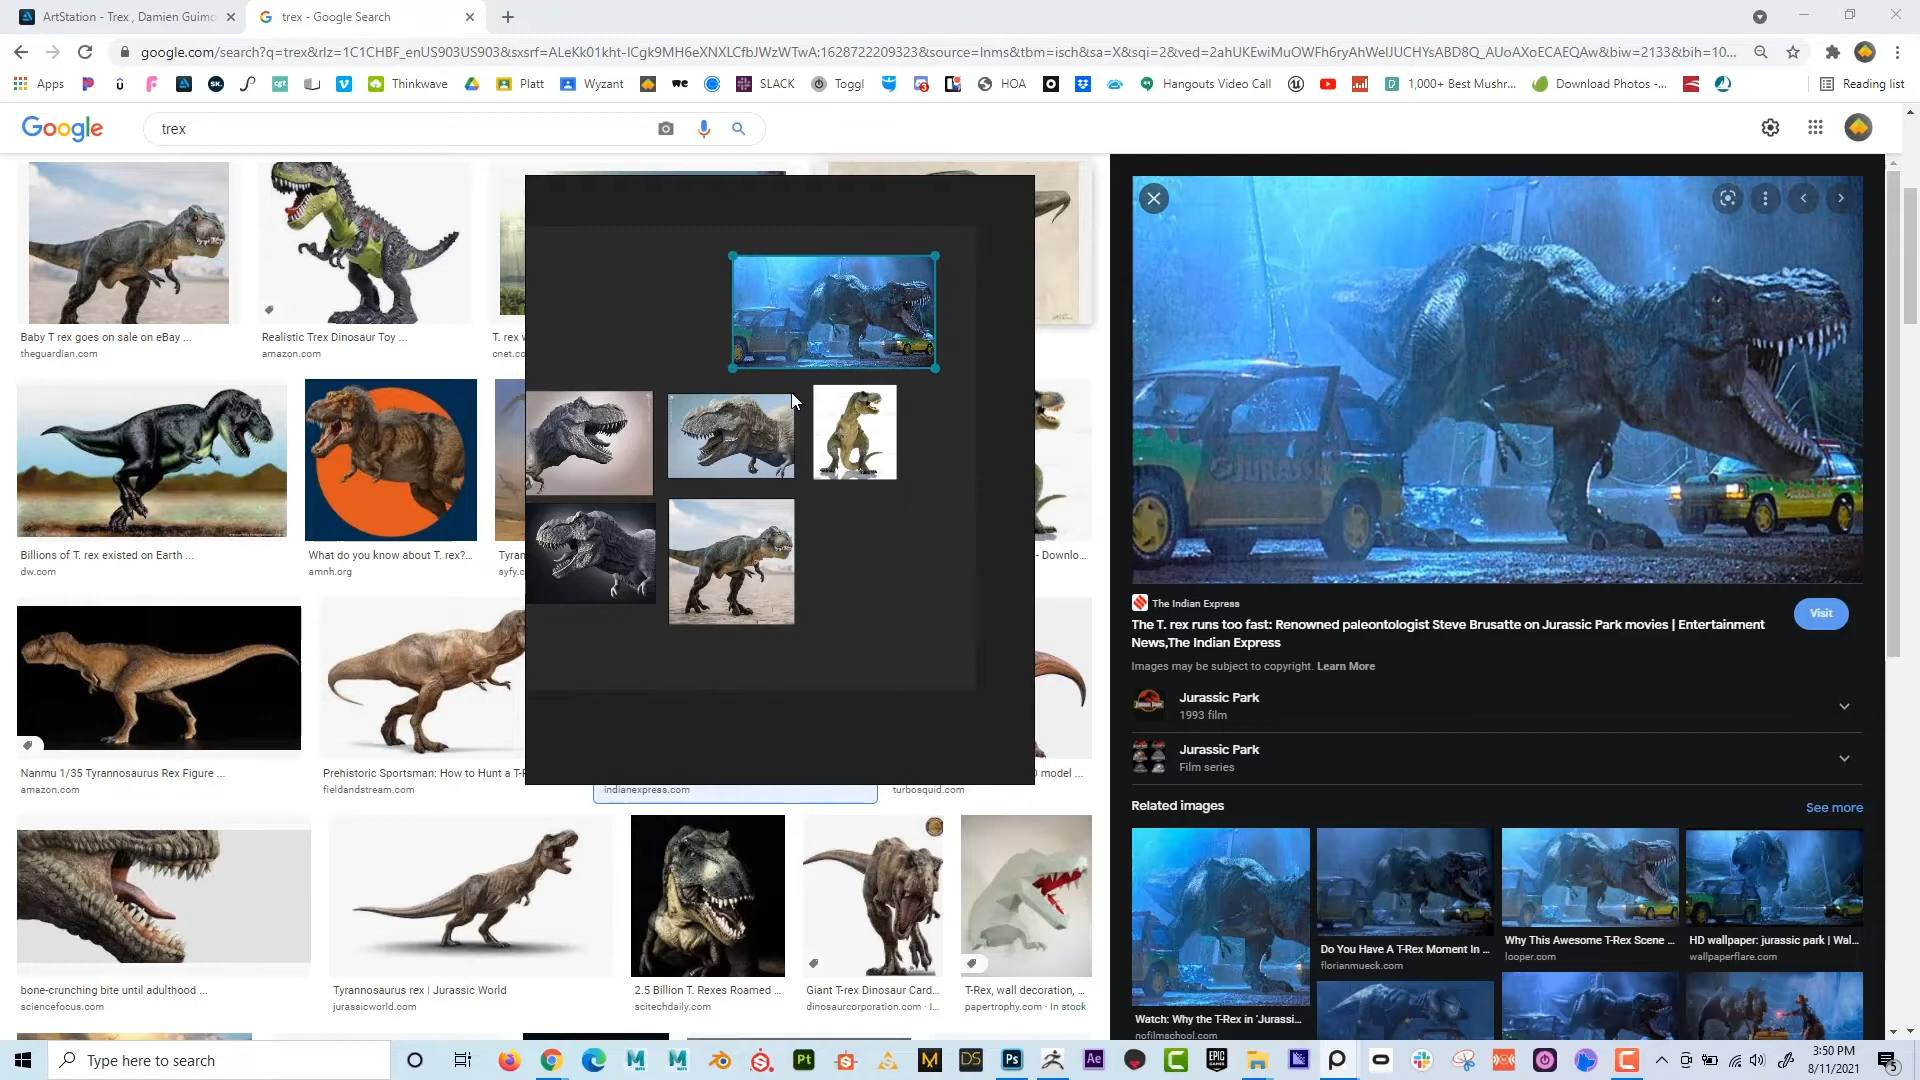 ArtStation - Trex , Damien Guimo
trex - Google Search
google.com/search?q=trex&rlz=1C1CHBF_enUS903US903&sxsrf=ALeKk01kht-ICgk9MH6eXNXLCfbJWzWTwA:1628722209323&source=lnms&tbm=isch&sa=X&sqi=2&ved=2ahUKEwiMuOWFh6ryAhWeIJUCHYsABD8Q_AUoAXoECAEQAw&biw=2133&bih=10...
Apps
Thinkwave
Platt
Wyzant
SLACK
Toggl
HOA
Hangouts Video Call
1,000+ Best Mushr...
Download Photos -...
Reading list
Google
trex
Baby T rex goes on sale on eBay ...
theguardian.com
Realistic Trex Dinosaur Toy ...
amazon.com
T. rex
Billions of T. rex existed on Earth ...
dw.com
What do you know about T. rex?...
amnh.org
- Downlo...
Nanmu 1/35 Tyrannosaurus Rex Figure ...
amazon.com
Prehistoric Sportsman: How to Hunt a T-
fieldandstream.com
indianexpress.com
model ...
turbosquid.com
bone-crunching bite until adulthood ...
sciencefocus.com
Tyrannosaurus rex | Jurassic World
jurassicworld.com
2.5 Billion T. Rexes Roamed ...
scitechdaily.com
Giant T-rex Dinosaur Card...
dinosaurcorporation.com · I...
T-Rex, wall decoration, ...
papertrophy.com · In stock
The Indian Express
Visit
The T. rex runs too fast: Renowned paleontologist Steve Brusatte on Jurassic Park movies | Entertainment
News,The Indian Express
Images may be subject to copyright. Learn More
Jurassic Park
1993 film
Jurassic Park
Film series
Related images
See more
Watch: Why the T-Rex in 'Jurassi...
nofilmschool.com
Do You Have A T-Rex Moment In ...
florianmueck.com
Why This Awesome T-Rex Scene ...
looper.com
HD wallpaper: jurassic park | Wal...
wallpaperflare.com
Type here to search
3:50 PM
8/11/2021